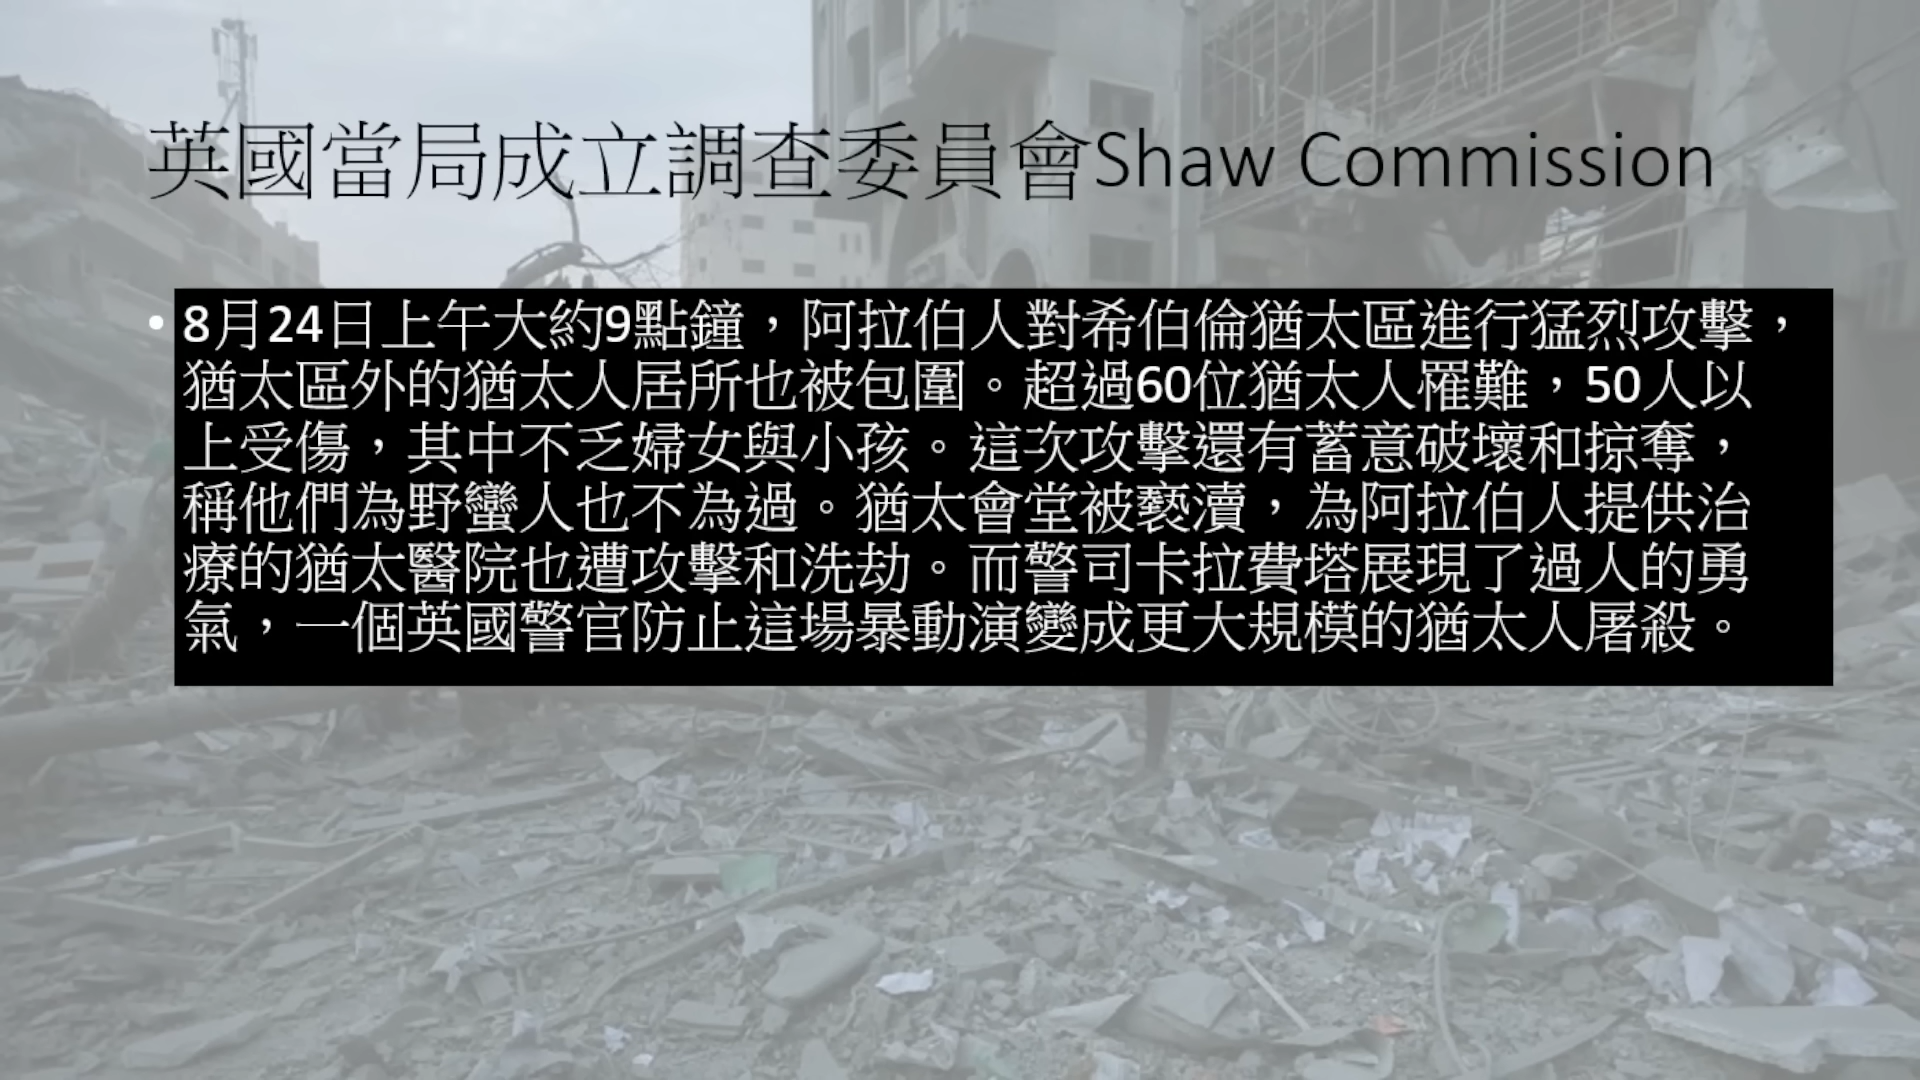 英國當局成立調查委員會Shaw Commission
• 8月24日上午大約9點鐘，阿拉伯人對希伯倫猶太區進行猛烈攻擊，
猶太區外的猶太人居所也被包圍。超過60位猶太人罹難，50人以
上受傷，其中不乏婦女與小孩。這次攻擊還有蓄意破壞和掠奪，
稱他們為野蠻人也不為過。猶太會堂被褻瀆，為阿拉伯人提供治
療的猶太醫院也遭攻擊和洗劫。而警司卡拉費塔展現了過人的勇
氣，一個英國警官防止這場暴動演變成更大規模的猶太人屠殺。